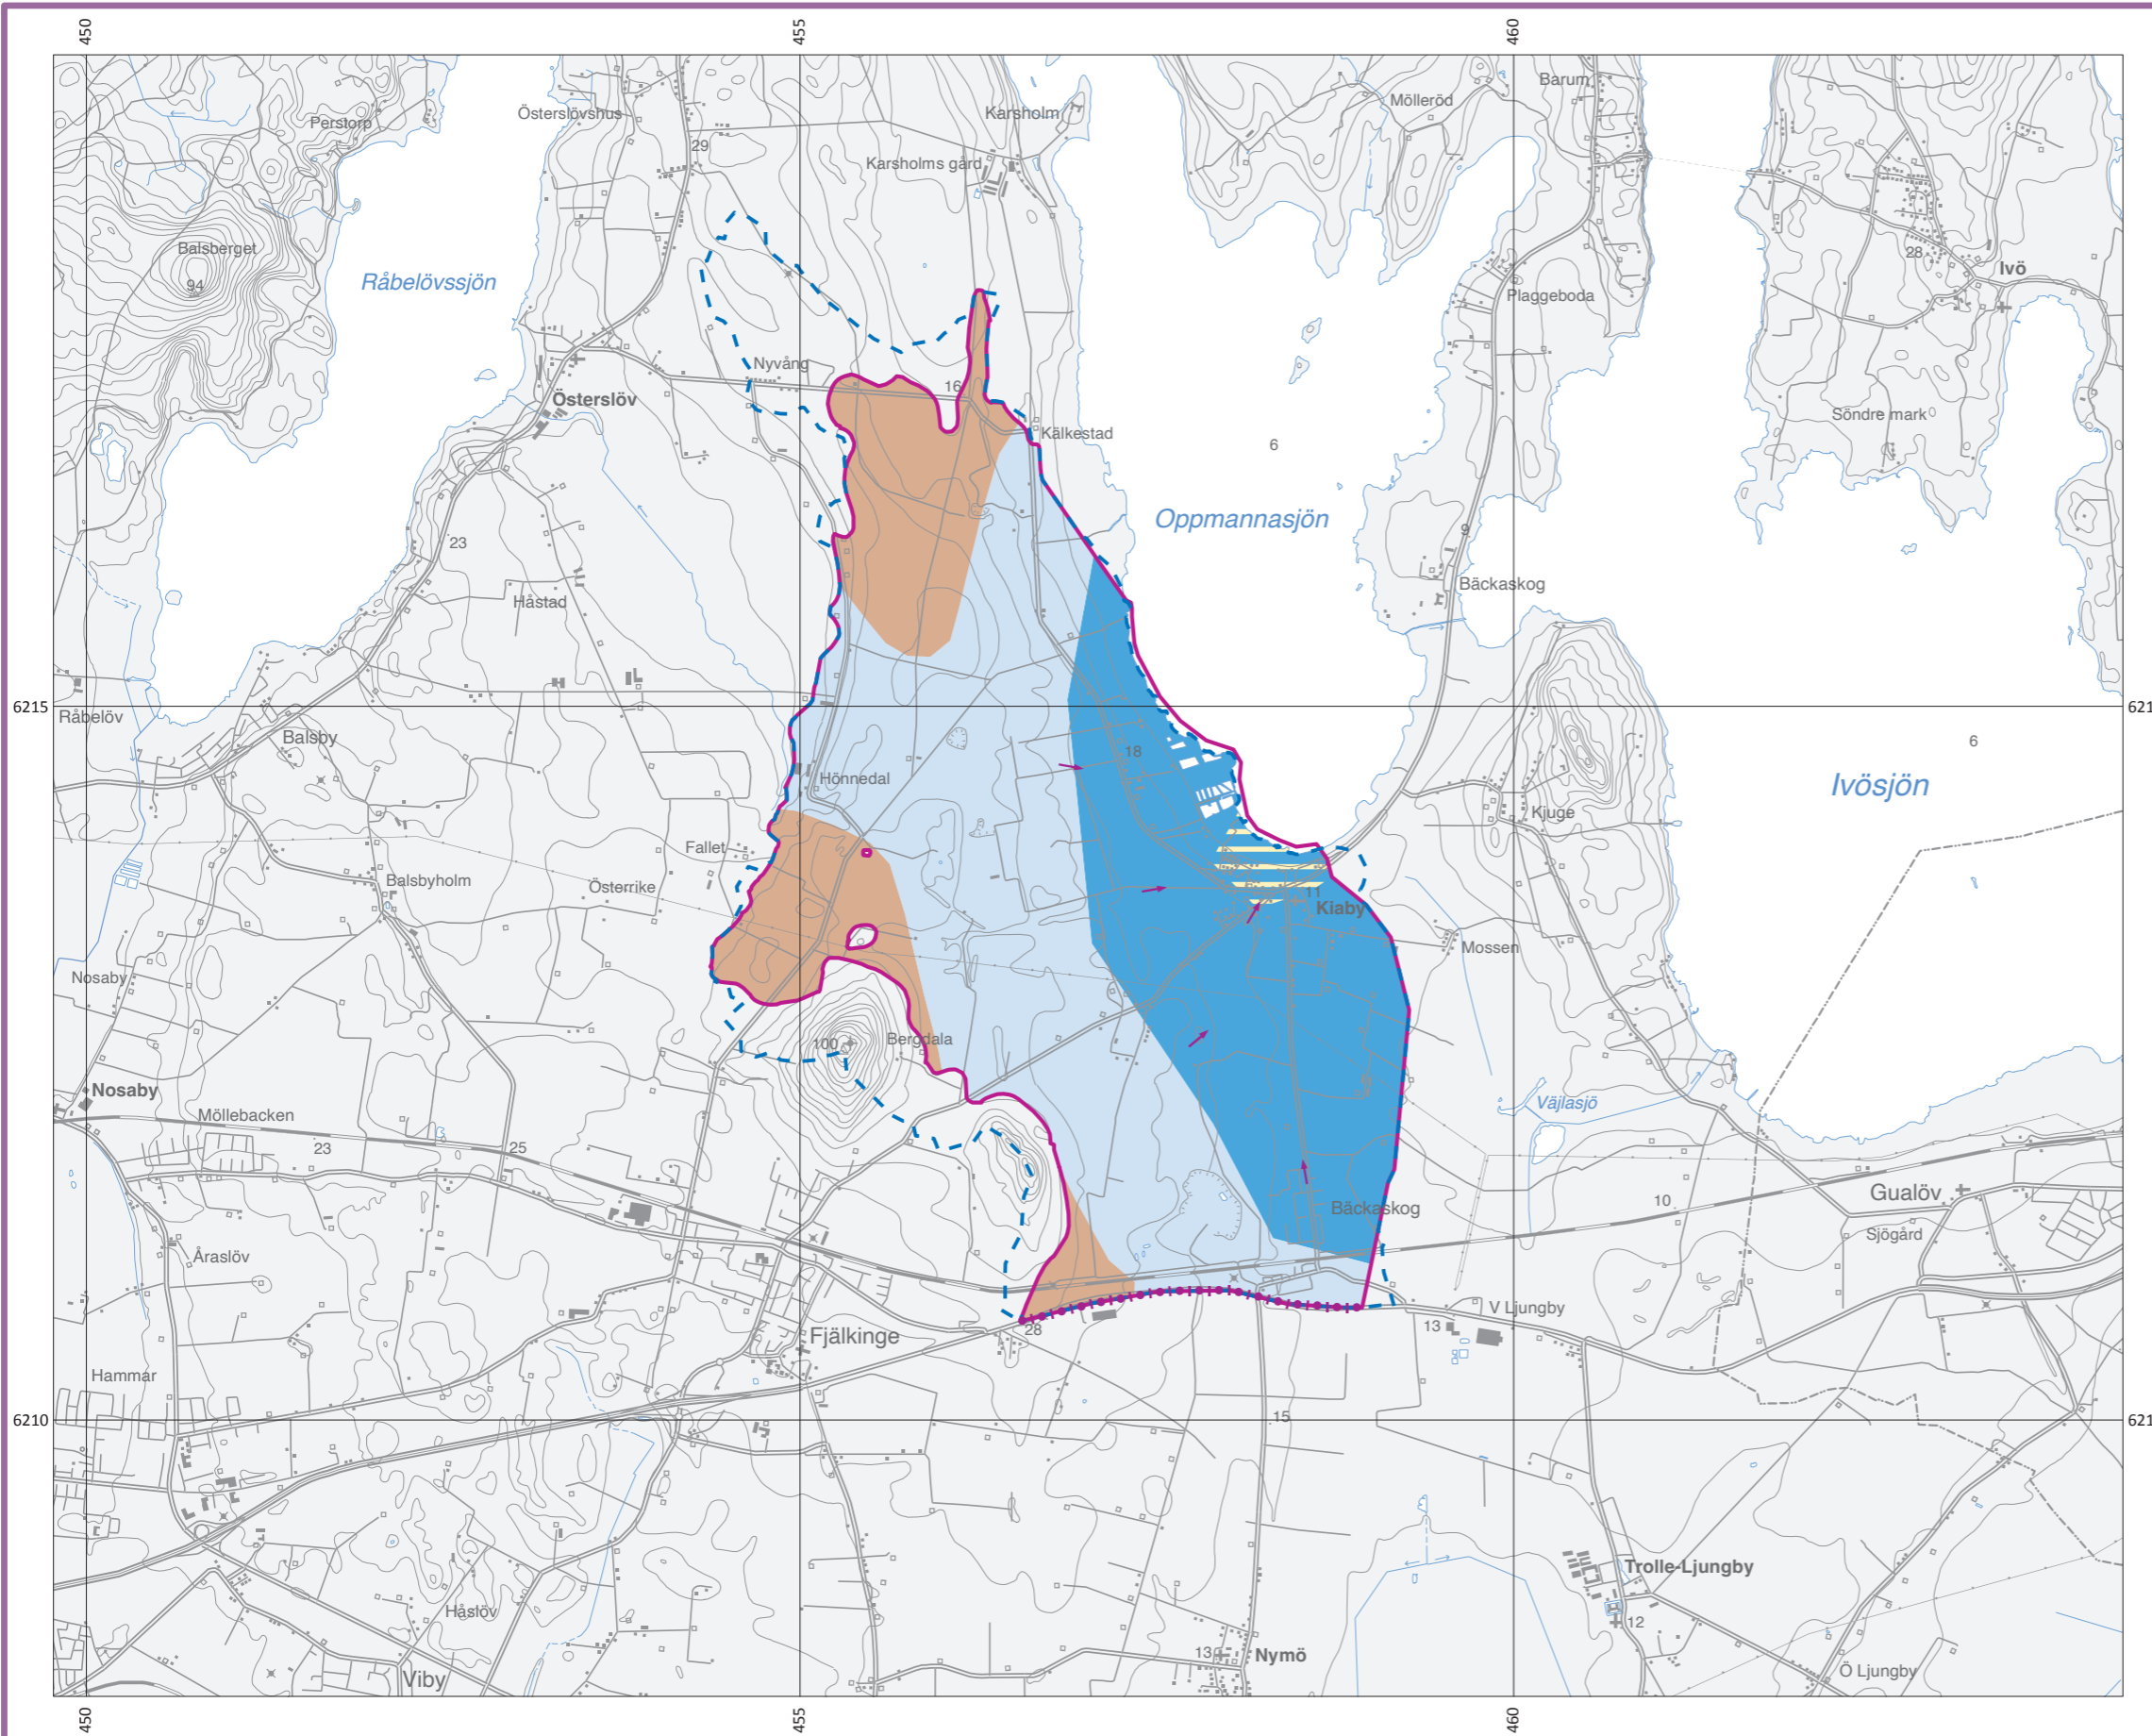 450
455
460
Barum
Mölleröd
Österslövshus
Karsholm
Perstorp
29
Karsholms gård
Balsberget
94
Råbelövssjön
28
Ivö
Plaggeboda
Nyvång
16
Österslöv
Kälkestad
6
Söndre mark
Oppmannasjön
9
23
Bäckaskog
Håstad
6215
621
Råbelöv
Balsby
18
6
Hönnedal
Ivösjön
Kjuge
Fallet
Österrike
Balsbyholm
11
Kiaby
Mossen
Nosaby
100
Bergdala
Nosaby
Väjlasjö
Möllebacken
23
25
Gualöv
10
Bäckaskog
Sjögård
Åraslöv
V Ljungby
13
28
Fjälkinge
Hammar
6210
621
15
Trolle-Ljungby
12
Håslöv
13
Nymö
Viby
Ö Ljungby
450
455
460